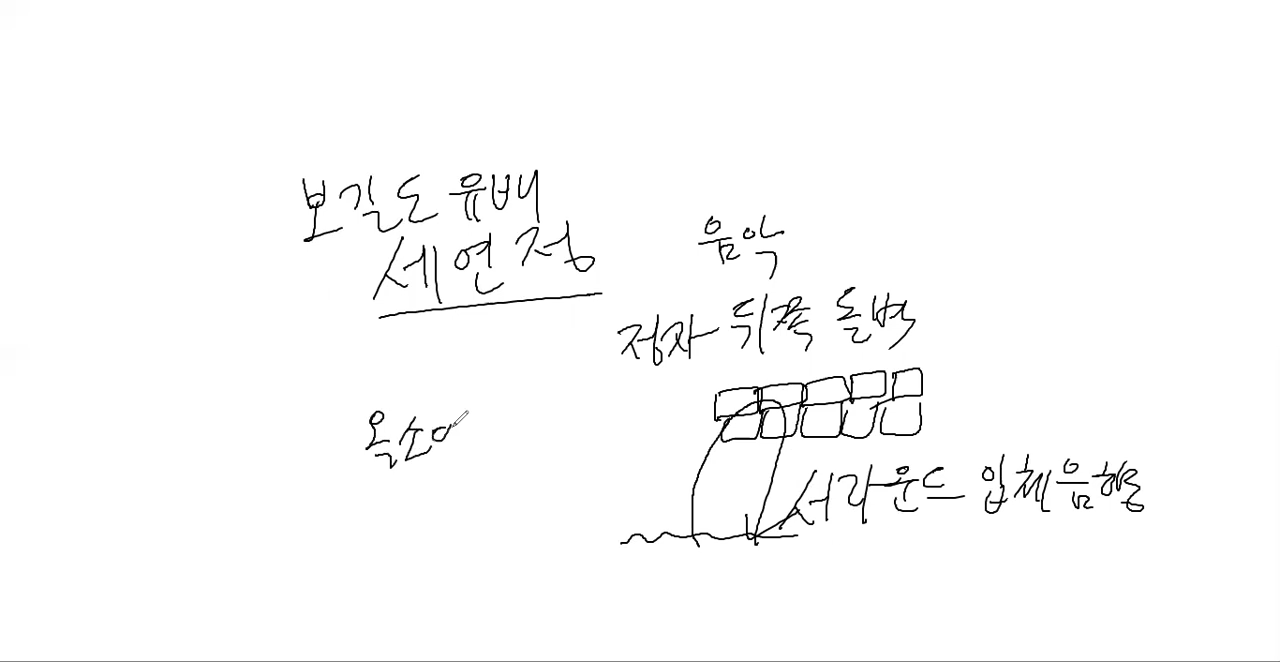 보길도 유배
세연정
음악
정자 뒤쪽 돌벽
서라운드 입체음향
옥소